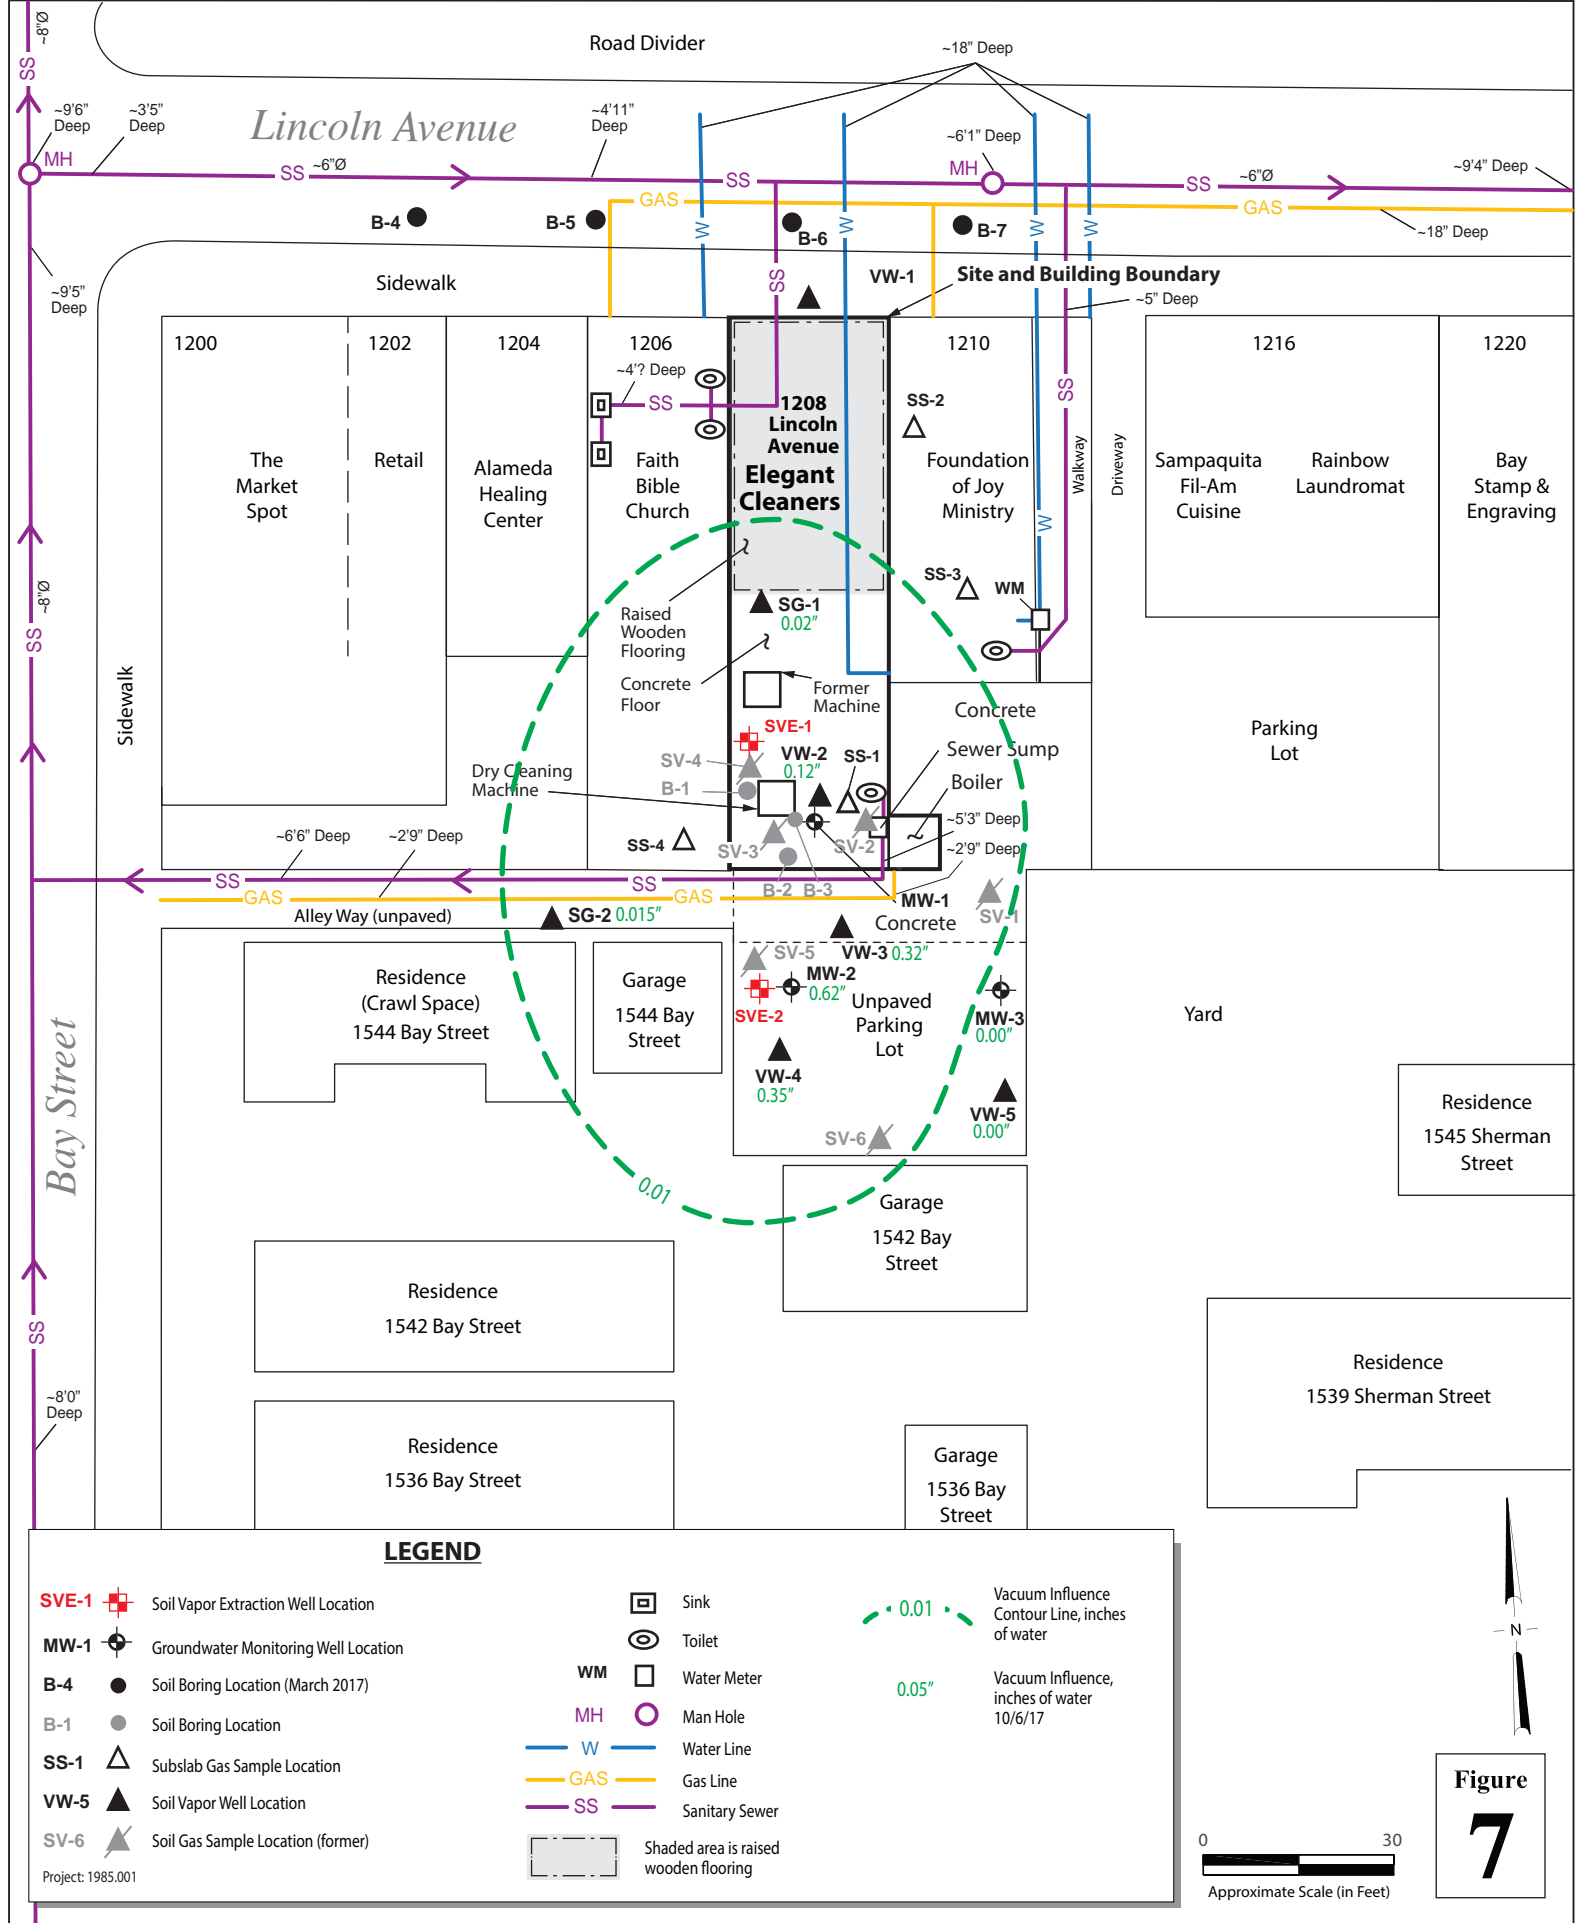 Road Divider
~8"Ø
SS
~9'6"
Deep
~3'5"
Deep
Lincoln Avenue
~4'11"
Deep
~18" Deep
~6'1" Deep
~9'4" Deep
MH
SS
~6"Ø
SS
MH
SS
~6"Ø
GAS
GAS
~18" Deep
B-4
B-5
B-6
B-7
W
W
W
W
SS
~9'5"
Deep
Sidewalk
VW-1
Site and Building Boundary
~5" Deep
1200
1202
1204
1206
1210
1216
1220
~4'? Deep
SS
SS
1208
Lincoln
Avenue
Elegant
Cleaners
SS-2
The
Market
Spot
Retail
Alameda
Healing
Center
Faith
Bible
Church
Foundation
of Joy
Ministry
W
Walkway
Driveway
Sampaquita
Fil-Am
Cuisine
Rainbow
Laundromat
Bay
Stamp &
Engraving
~8"Ø
SS
SS-3
WM
SG-1
0.02"
Raised
Wooden
Flooring
Concrete
Floor
Former
Machine
Concrete
Sidewalk
SVE-1
SV-4
VW-2
0.12"
SS-1
Sewer Sump
Boiler
Parking
Lot
Dry Cleaning
Machine
B-1
~5'3" Deep
~2'9" Deep
SS-4
SV-3
SV-2
~6'6" Deep
~2'9" Deep
SS
SS
GAS
GAS
B-2
B-3
MW-1
Concrete
SV-1
Alley Way (unpaved)
SG-2 0.015"
VW-3 0.32"
SV-5
MW-2
0.62"
SVE-2
Unpaved
Parking
Lot
MW-3
0.00"
Yard
Residence
(Crawl Space)
1544 Bay Street
Garage
1544 Bay
Street
VW-4
0.35"
VW-5
0.00"
SV-6
Bay Street
Residence
1545 Sherman
Street
0.01
Garage
1542 Bay
Street
Residence
1542 Bay Street
SS
Residence
1539 Sherman Street
~8'0"
Deep
Residence
1536 Bay Street
Garage
1536 Bay
Street
LEGEND
SVE-1
Soil Vapor Extraction Well Location
MW-1
Groundwater Monitoring Well Location
B-4
Soil Boring Location (March 2017)
B-1
Soil Boring Location
SS-1
Subslab Gas Sample Location
VW-5
Soil Vapor Well Location
SV-6
Soil Gas Sample Location (former)
Project: 1985.001
Sink
Toilet
WM
Water Meter
MH
Man Hole
W
Water Line
GAS
Gas Line
SS
Sanitary Sewer
Shaded area is raised
wooden flooring
0.01
Vacuum Influence
Contour Line, inches
of water
0.05"
Vacuum Influence,
inches of water
10/6/17
N
0
30
Approximate Scale (in Feet)
Figure
7